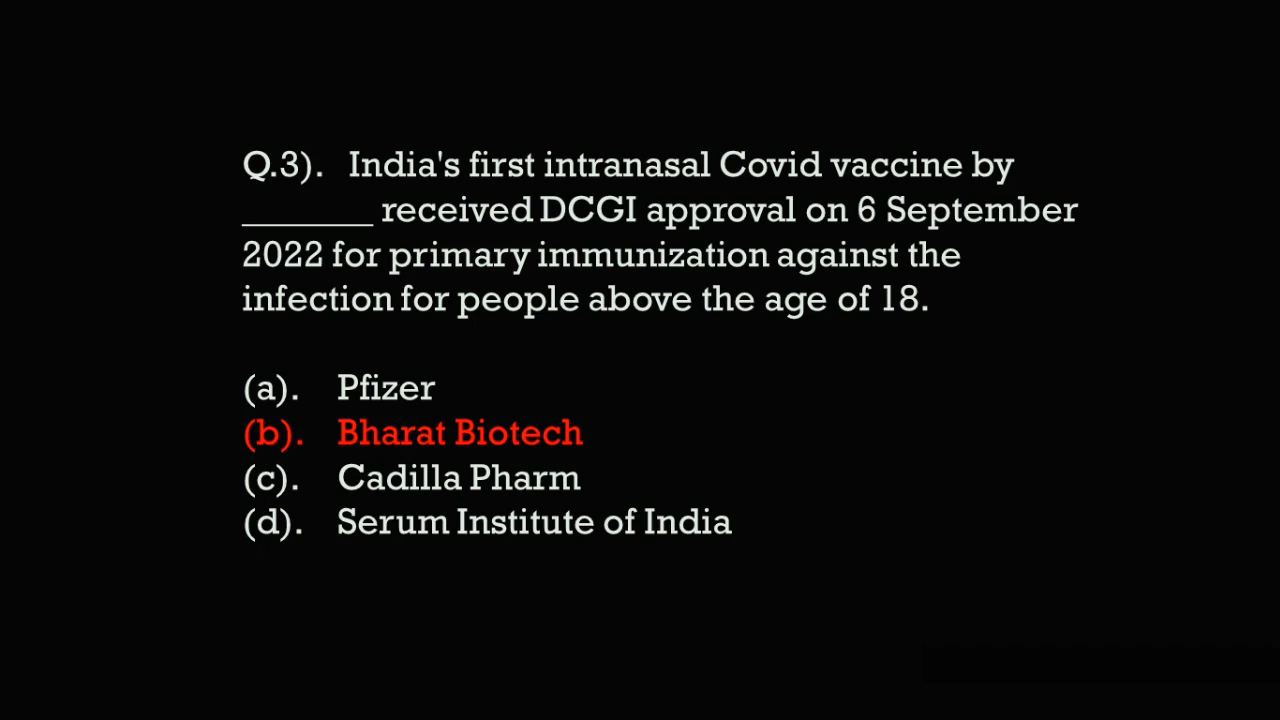 Q.3). India's first intranasal Covid vaccine by
_______ received DCGI approval on 6 September
2022 for primary immunization against the
infection for people above the age of 18.
(a). Pfizer
(b). Bharat Biotech
(c). Cadilla Pharm
(d). Serum Institute of India